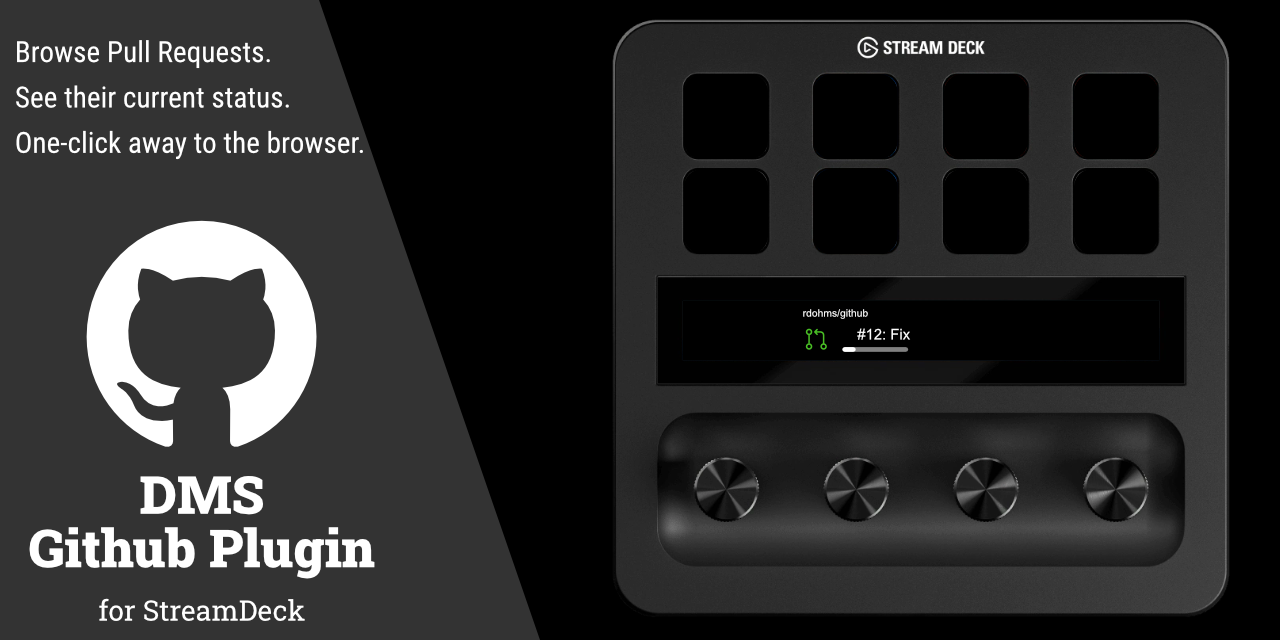 Browse Pull Requests.
See their current status.
One-click away to the browser.
DMS
Github Plugin
for StreamDeck
STREAM DECK
rdohms/github
#12: Fix